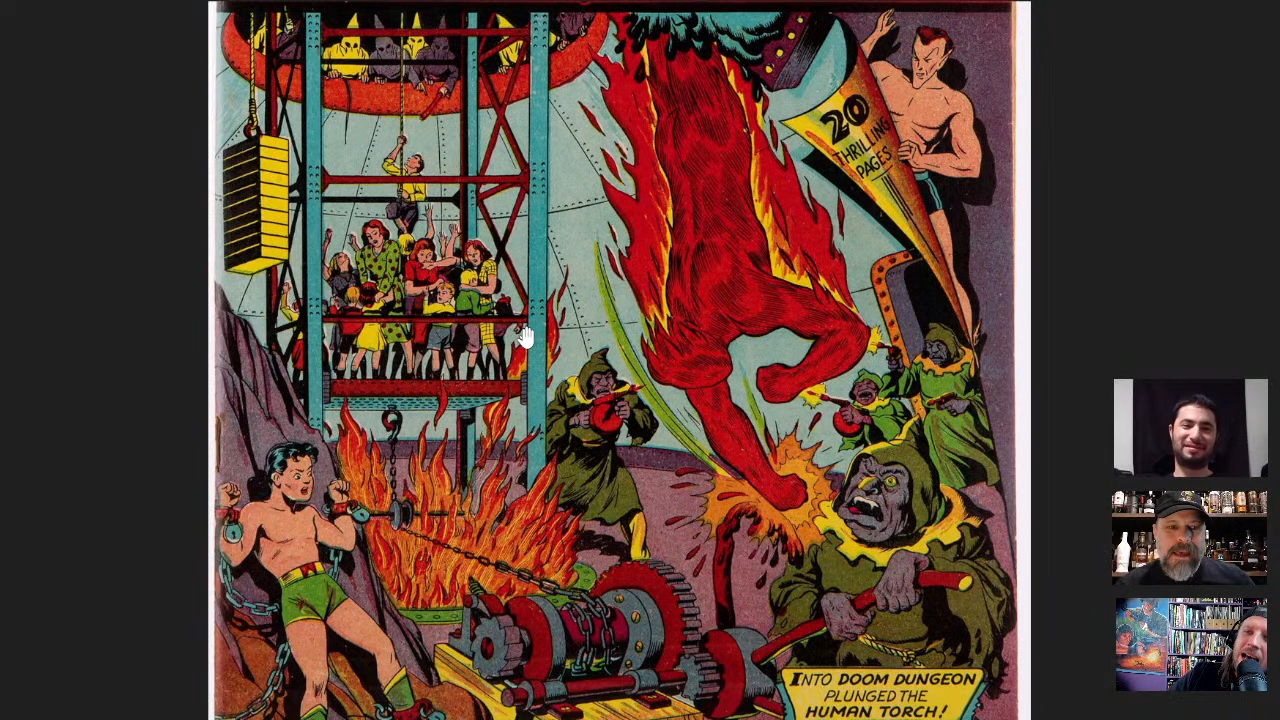 20
THRILLING
PAGES
INTO DOOM DUNGEON
PLUNGED THE
HUMAN TORCH!